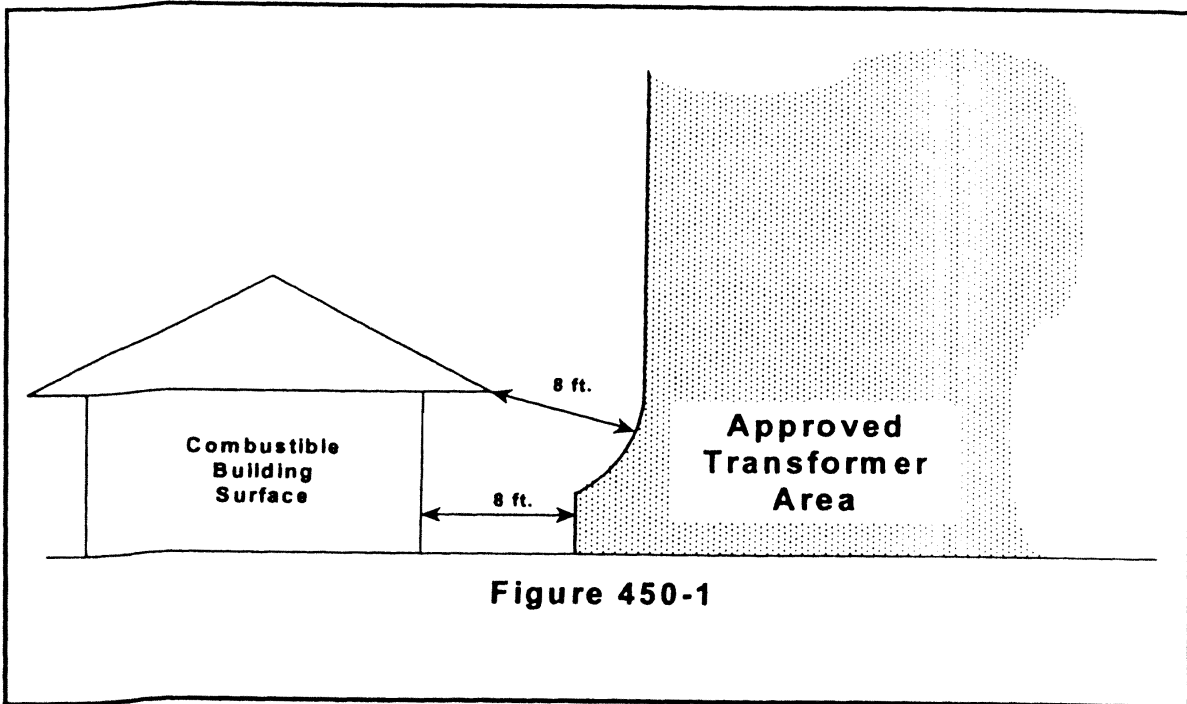 8 ft.
Combustible
Building
Surface
8 ft.
Approved
Transformer
Area
Figure 450-1